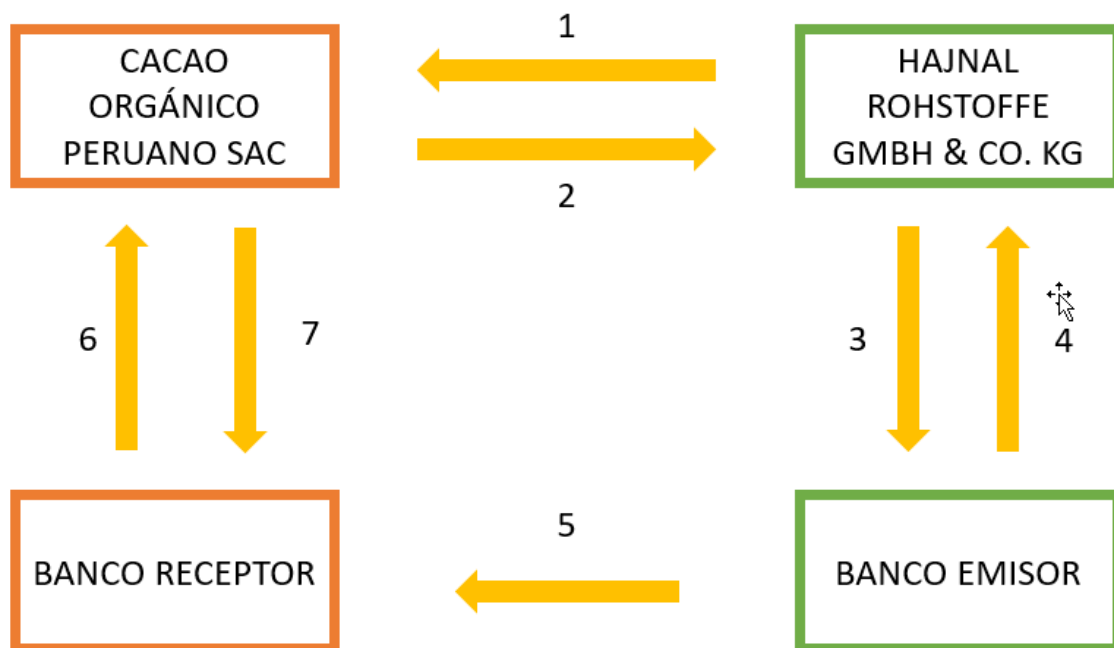 1
CACAO
ORGÁNICO
PERUANO SAC
HAJNAL
ROHSTOFFE
GMBH & CO. KG
2
6
7
3
4
5
BANCO RECEPTOR
BANCO EMISOR